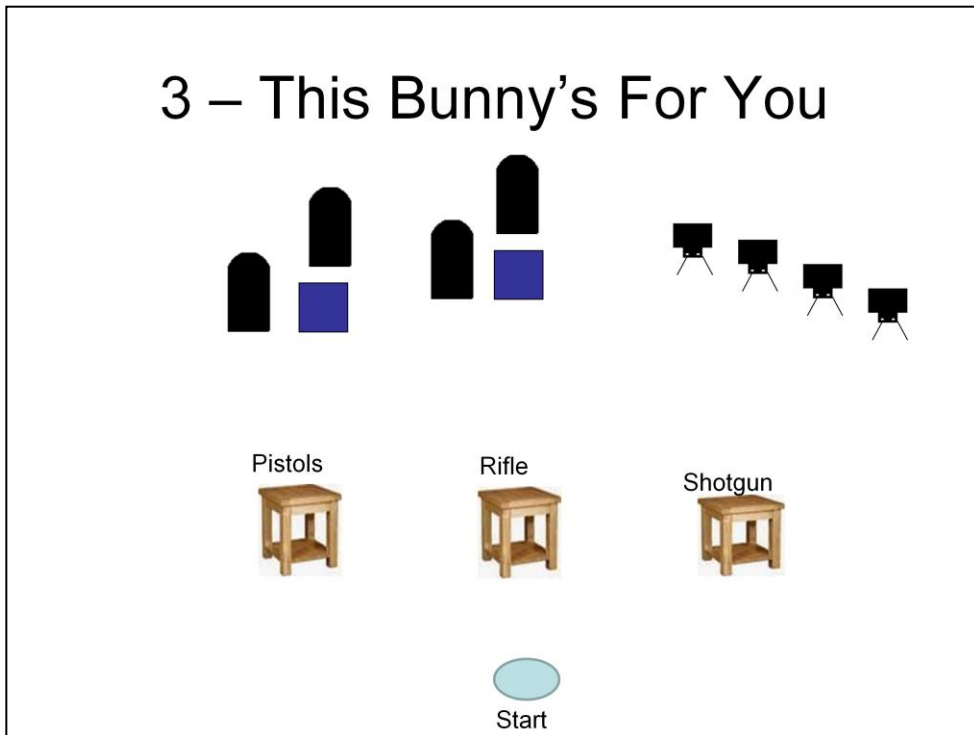 3 – This Bunny’s For You
Pistols
Rifle
Shotgun
Start